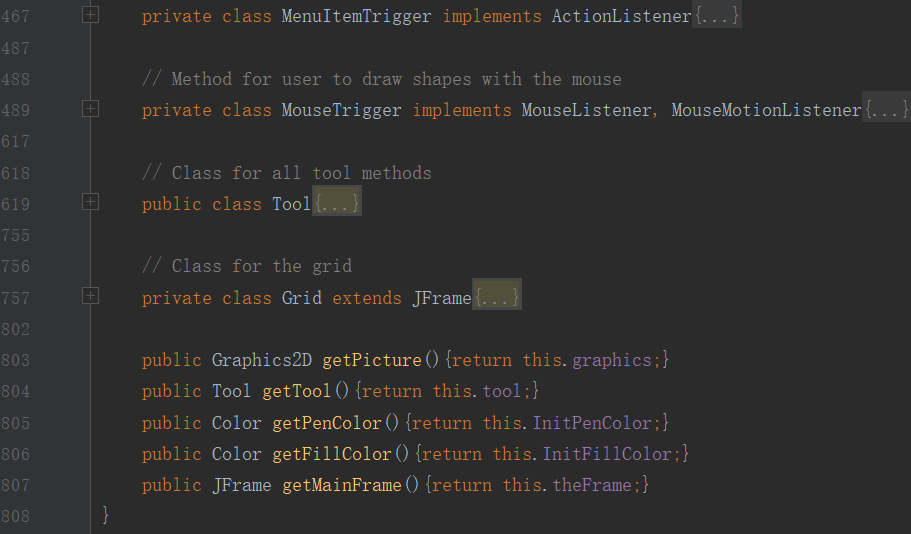 467 private class MenuItemTrigger implements ActionListener{...}
487
488 // Method for user to draw shapes with the mouse
489 private class MouseTrigger implements MouseListener, MouseMotionListener{...}
617
618 // Class for all tool methods
619 public class Tool{...}
755
756 // Class for the grid
757 private class Grid extends JFrame{...}
802
803 public Graphics2D getPicture(){return this.graphics;}
804 public Tool getTool(){return this.tool;}
805 public Color getPenColor(){return this.InitPenColor;}
806 public Color getFillColor(){return this.InitFillColor;}
807 public JFrame getMainFrame(){return this.theFrame;}
808 }